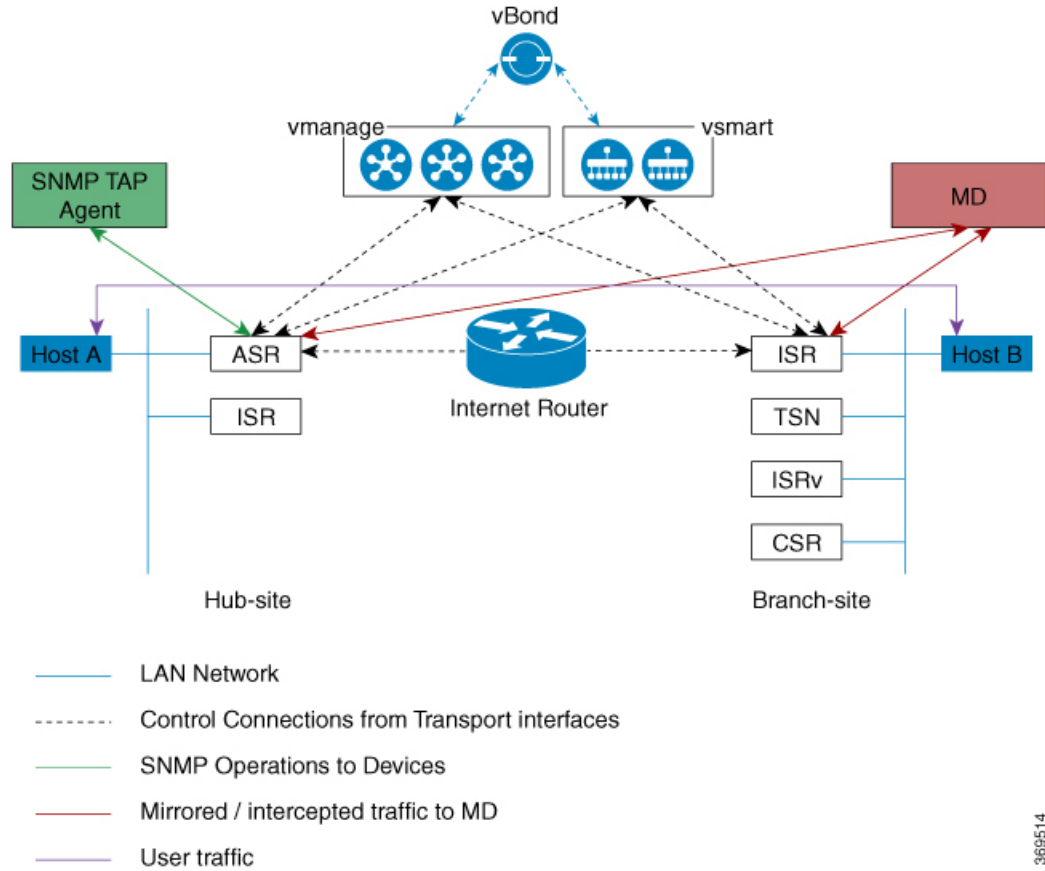 vBond
vmanage
vsmart
SNMP TAP
Agent
MD
Host A
ASR
ISR
Host B
Internet Router
ISR
TSN
ISRv
CSR
Hub-site
Branch-site
LAN Network
Control Connections from Transport interfaces
SNMP Operations to Devices
Mirrored / intercepted traffic to MD
User traffic
369514